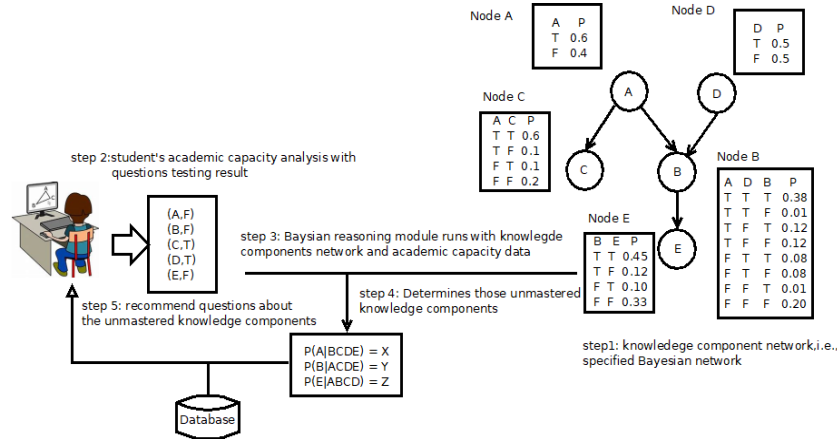 Node A
A P
T 0.6
F 0.4
Node D
D P
T 0.5
F 0.5
A
D
Node C
A C P
T T 0.6
T F 0.1
F T 0.1
F F 0.2
C
B
Node B
A D B P
T T T 0.38
T T F 0.01
T F T 0.12
T F F 0.12
F T T 0.08
F T F 0.08
F F T 0.01
F F F 0.20
step 2:student's academic capacity analysis with
questions testing result
(A,F)
(B,F)
(C,T)
(D,T)
(E,F)
Node E
B E P
T T 0.45
T F 0.12
F T 0.10
F F 0.33
E
step 3: Baysian reasoning module runs with knowlegde
components network and academic capacity data
step 4: Determines those unmastered
knowledge components
step 5: recommend questions about
the unmastered knowledge components
P(A|BCDE) = X
P(B|ACDE) = Y
P(E|ABCD) = Z
step1: knowledege component network,i.e.,
specified Bayesian network
Database